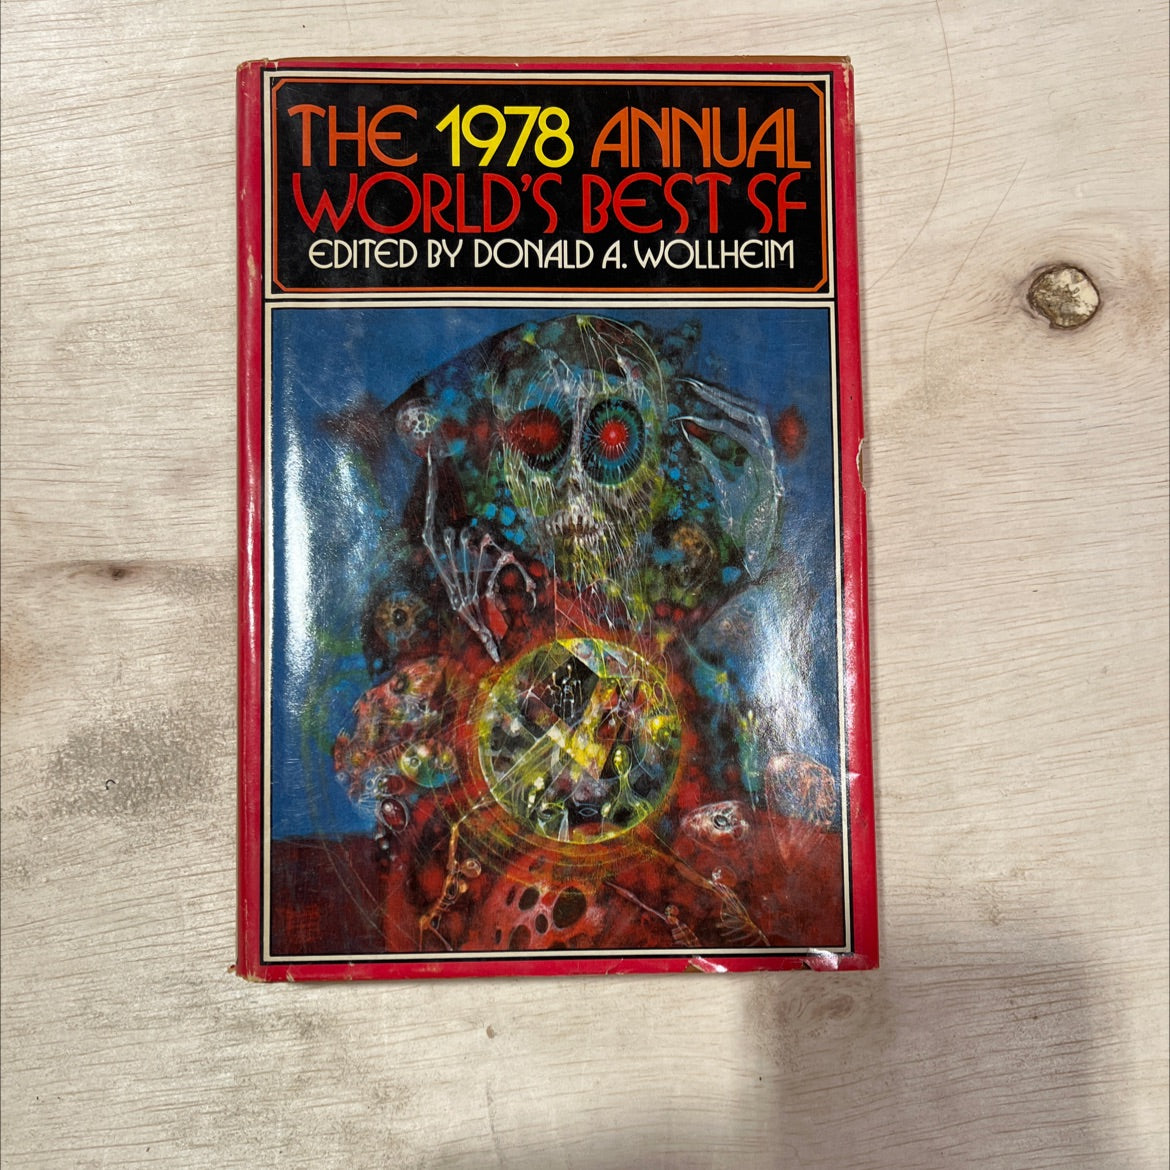 THE 1978 ANNUAL
WORLD'S BEST SF
EDITED BY DONALD A. WOLLHEIM